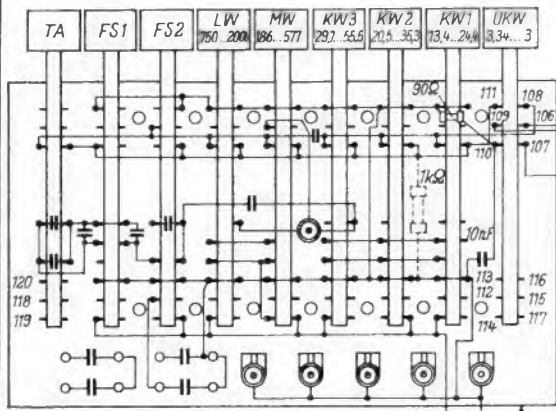 TA FS1 FS2 LW MW KW3 KW2 KW1 UKW
750...2000 186...577 29,1...55,5 20,5...35,3 13,4...24,4 3,34...3
90Ω
111 108
109 106
110 107
1kΩ
10nF
120 113 116
118 112 115
119 114 117